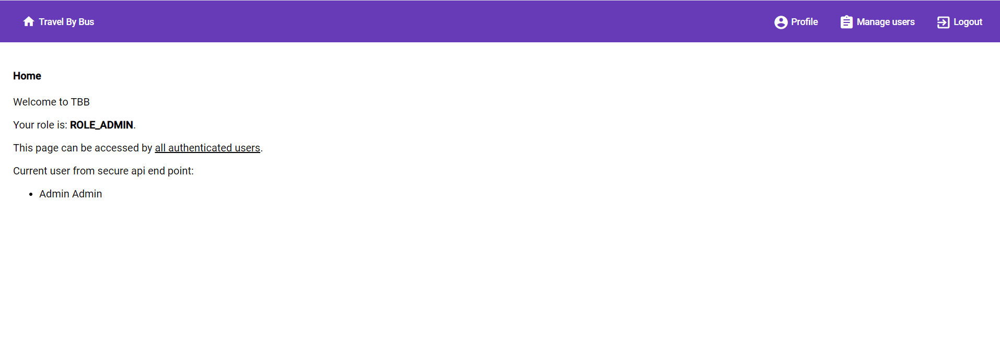 Travel By Bus Profile Manage users Logout
Home
Welcome to TBB
Your role is: ROLE_ADMIN.
This page can be accessed by all authenticated users.
Current user from secure api end point:
• Admin Admin